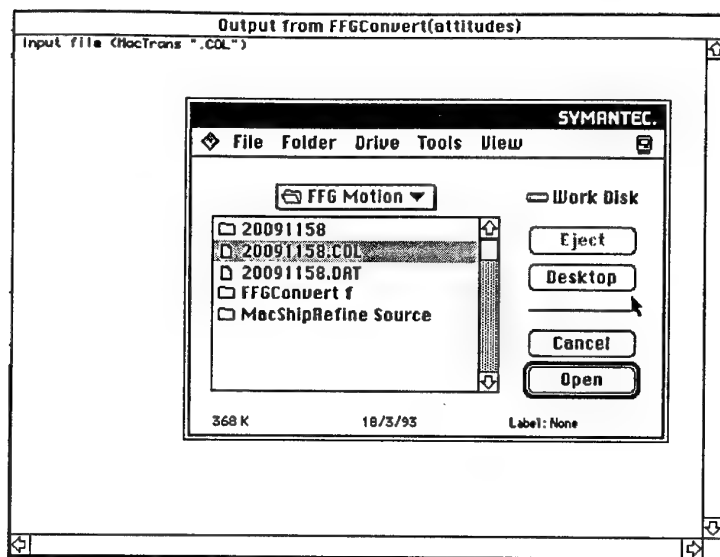 Output from FFGConvert(attitudes)
Input file (MacTrans ".COL")
SYMANTEC.
File Folder Drive Tools View
FFG Motion
Work Disk
20091158
20091158.COL
20091158.DAT
FFGConvert f
MacShipRefine Source
Eject
Desktop
Cancel
Open
368 K 18/3/93 Label: None